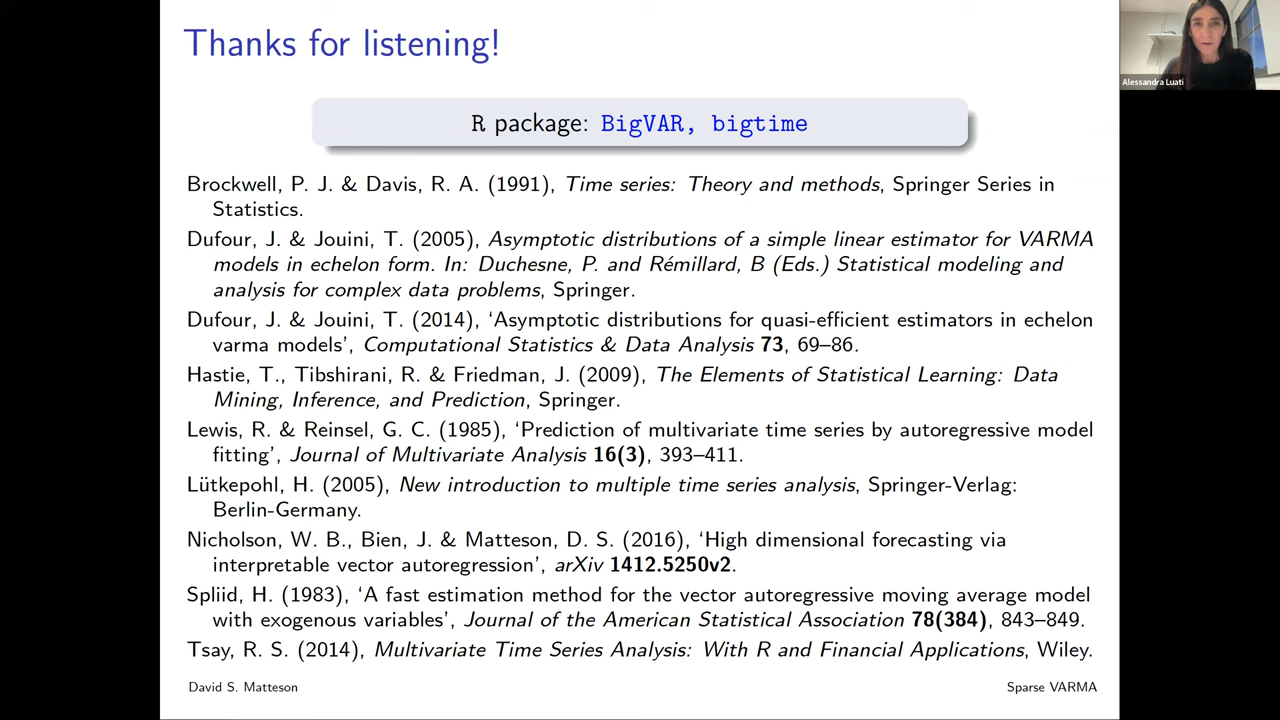 Thanks for listening!
Alessandra Luati
R package: BigVAR, bigtime
Brockwell, P. J. & Davis, R. A. (1991), Time series: Theory and methods, Springer Series in
Statistics.
Dufour, J. & Jouini, T. (2005), Asymptotic distributions of a simple linear estimator for VARMA
models in echelon form. In: Duchesne, P. and Rémillard, B (Eds.) Statistical modeling and
analysis for complex data problems, Springer.
Dufour, J. & Jouini, T. (2014), ‘Asymptotic distributions for quasi-efficient estimators in echelon
varma models’, Computational Statistics & Data Analysis 73, 69–86.
Hastie, T., Tibshirani, R. & Friedman, J. (2009), The Elements of Statistical Learning: Data
Mining, Inference, and Prediction, Springer.
Lewis, R. & Reinsel, G. C. (1985), ‘Prediction of multivariate time series by autoregressive model
fitting’, Journal of Multivariate Analysis 16(3), 393–411.
Lütkepohl, H. (2005), New introduction to multiple time series analysis, Springer-Verlag:
Berlin-Germany.
Nicholson, W. B., Bien, J. & Matteson, D. S. (2016), ‘High dimensional forecasting via
interpretable vector autoregression’, arXiv 1412.5250v2.
Spliid, H. (1983), ‘A fast estimation method for the vector autoregressive moving average model
with exogenous variables’, Journal of the American Statistical Association 78(384), 843–849.
Tsay, R. S. (2014), Multivariate Time Series Analysis: With R and Financial Applications, Wiley.
David S. Matteson
Sparse VARMA